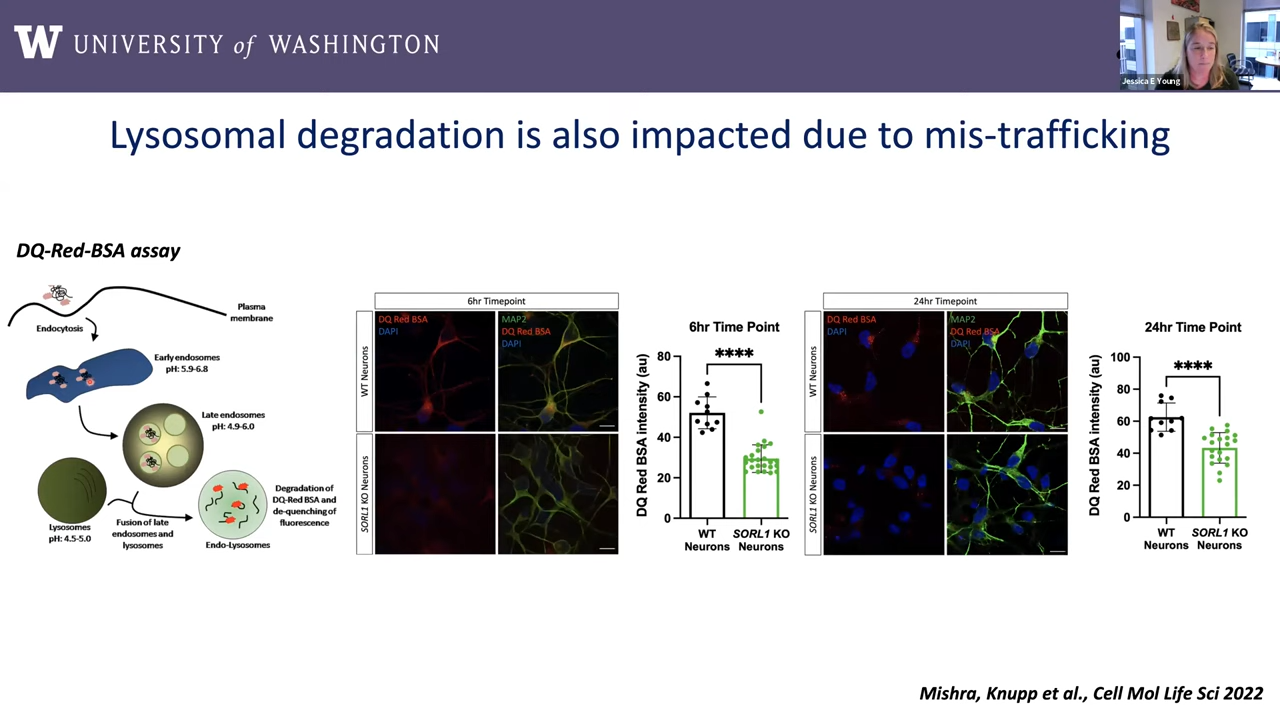 W UNIVERSITY of WASHINGTON
Jessica E Young
Lysosomal degradation is also impacted due to mis-trafficking
DQ-Red-BSA assay
Plasma
membrane
Endocytosis
Early endosomes
pH: 5.9-6.8
Late endosomes
pH: 4.9-6.0
Lysosomes
pH: 4.5-5.0
Fusion of late
endosomes and
lysosomes
Endo-Lysosomes
Degradation of
DQ-Red BSA and
de-quenching of
fluorescence
6hr Timepoint
WT Neurons
SORL1 KO Neurons
DQ Red BSA
DAPI
MAP2
DQ Red BSA
DAPI
6hr Time Point
DQ Red BSA intensity (au)
80
60
40
20
0
****
WT
Neurons
SORL1 KO
Neurons
24hr Timepoint
WT Neurons
SORL1 KO Neurons
DQ Red BSA
DAPI
MAP2
DQ Red BSA
DAPI
24hr Time Point
DQ Red BSA intensity (au)
100
80
60
40
20
0
****
WT
Neurons
SORL1 KO
Neurons
Mishra, Knupp et al., Cell Mol Life Sci 2022